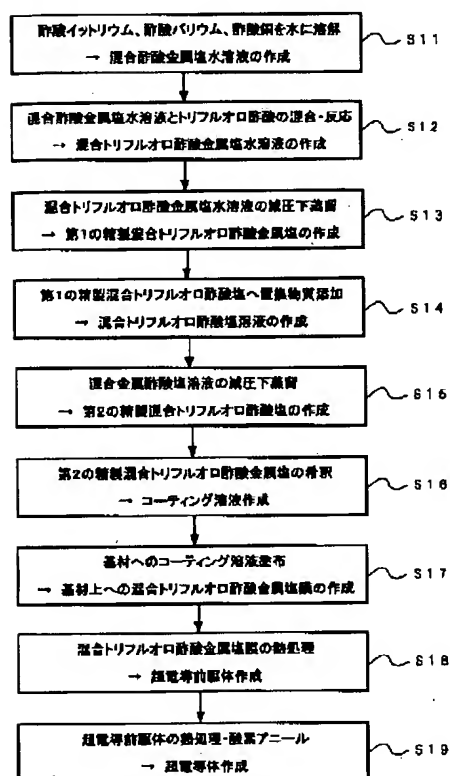 酢酸イットリウム、酢酸バリウム、酢酸銅を水に溶解
→ 混合酢酸金属塩水溶液の作成
S11
混合酢酸金属塩水溶液とトリフルオロ酢酸の混合・反応
→ 混合トリフルオロ酢酸金属塩水溶液の作成
S12
混合トリフルオロ酢酸金属塩水溶液の減圧下蒸留
→ 第1の精製混合トリフルオロ酢酸金属塩の作成
S13
第1の精製混合トリフルオロ酢酸塩へ置換物質添加
→ 混合トリフルオロ酢酸塩溶液の作成
S14
混合金属酢酸塩溶液の減圧下蒸留
→ 第2の精製混合トリフルオロ酢酸塩の作成
S15
第2の精製混合トリフルオロ酢酸金属塩の希釈
→ コーティング溶液作成
S16
基材へのコーティング溶液塗布
→ 基材上への混合トリフルオロ酢酸金属塩膜の作成
S17
混合トリフルオロ酢酸金属塩膜の熱処理
→ 超電導前駆体作成
S18
超電導前駆体の熱処理・酸素アニール
→ 超電導体作成
S19